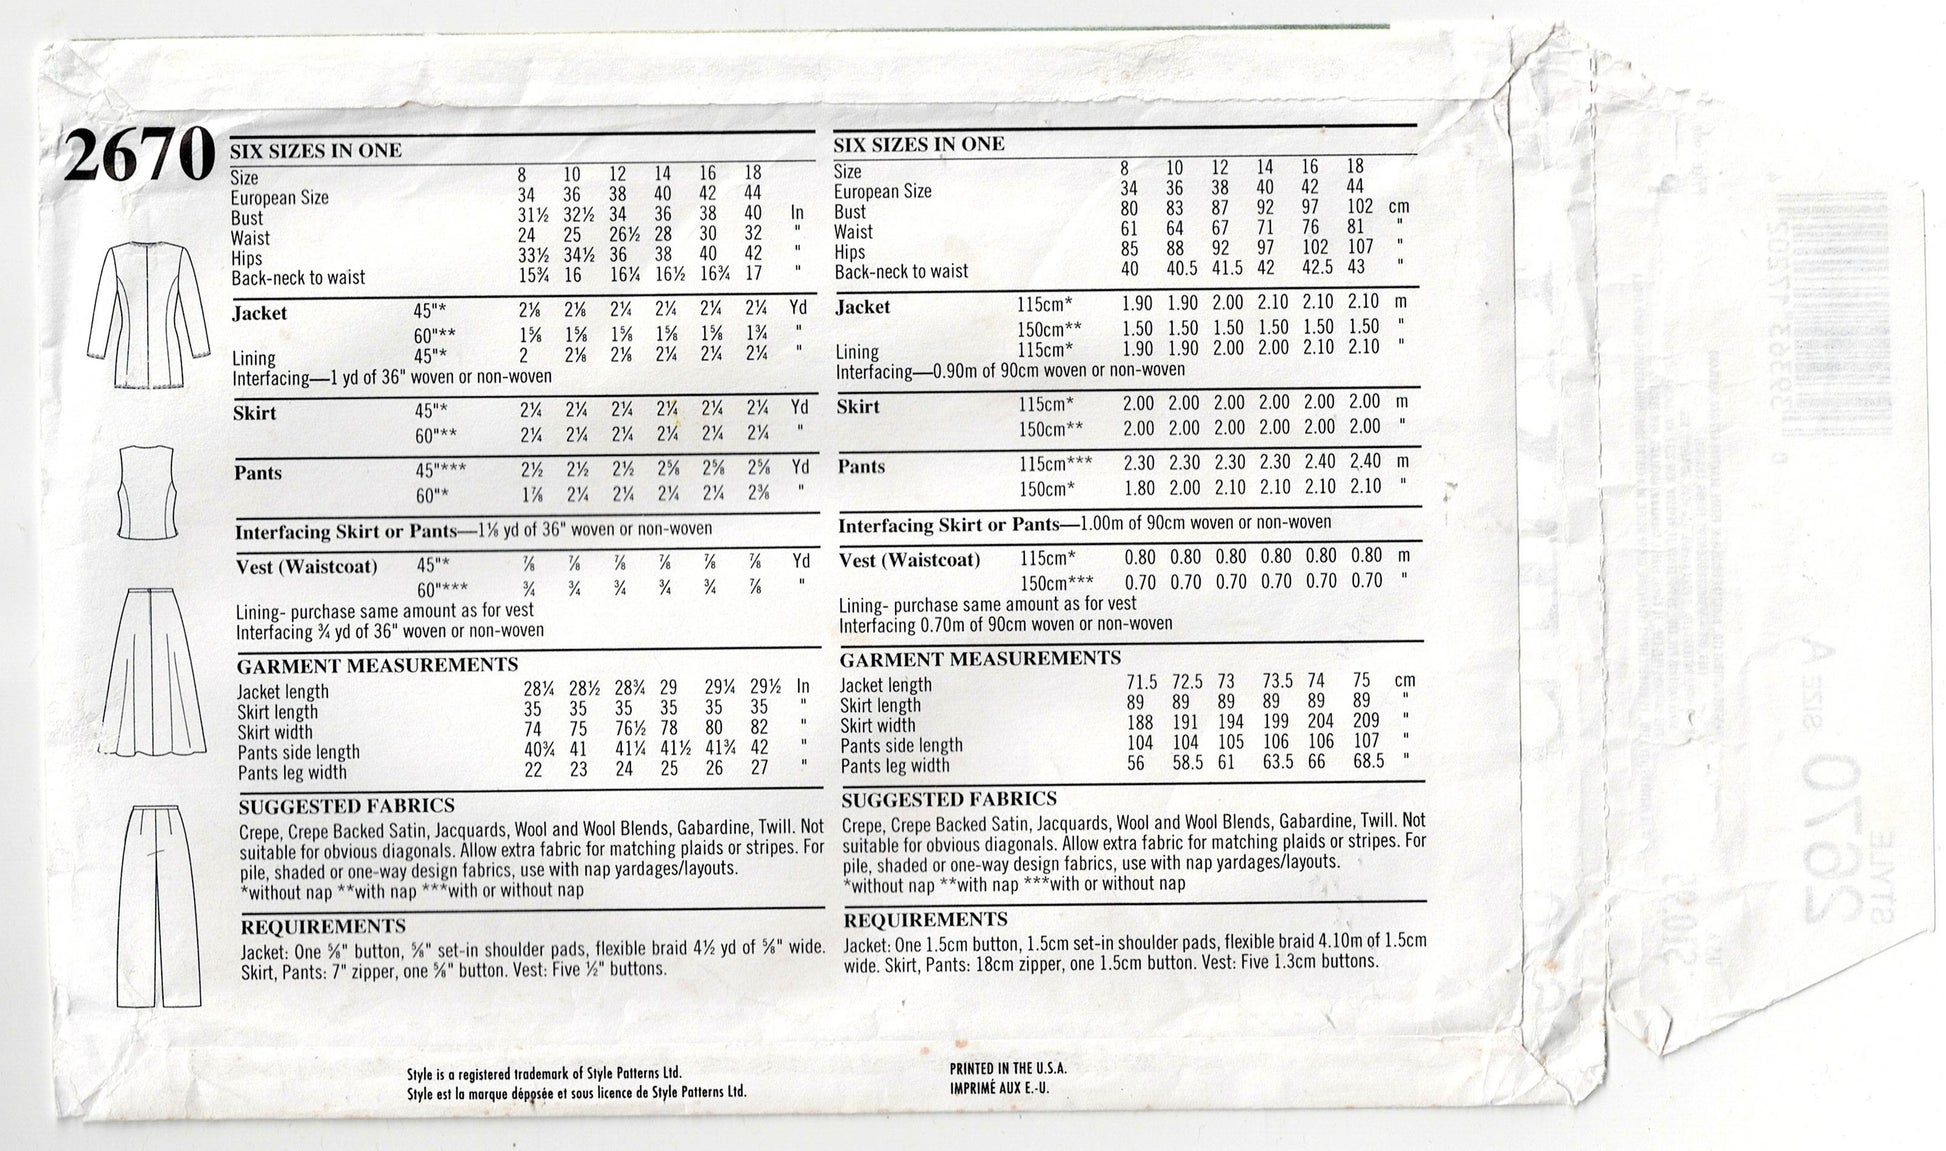 2670
SIX SIZES IN ONE
Size 8 10 12 14 16 18
European Size 34 36 38 40 42 44
Bust 31½ 32½ 34 36 38 40 In
Waist 24 25 26½ 28 30 32 "
Hips 33½ 34½ 36 38 40 42 "
Back-neck to waist 15¾ 16 16¼ 16½ 16¾ 17 "
Jacket 45"* 2⅛ 2⅛ 2¼ 2¼ 2¼ 2¼ Yd
60"** 1⅝ 1⅝ 1⅝ 1⅝ 1⅝ 1¾ "
Lining 45"* 2 2⅛ 2⅛ 2¼ 2¼ 2¼ "
Interfacing—1 yd of 36" woven or non-woven
Skirt 45"* 2¼ 2¼ 2¼ 2¼ 2¼ 2¼ Yd
60"** 2¼ 2¼ 2¼ 2¼ 2¼ 2¼ "
Pants 45"*** 2½ 2½ 2½ 2⅝ 2⅝ 2⅝ Yd
60"* 1⅞ 2¼ 2¼ 2¼ 2¼ 2⅜ "
Interfacing Skirt or Pants—1⅛ yd of 36" woven or non-woven
Vest (Waistcoat) 45"* ⅞ ⅞ ⅞ ⅞ ⅞ ⅞ Yd
60"*** ¾ ¾ ¾ ¾ ¾ ⅞ "
Lining- purchase same amount as for vest
Interfacing ¾ yd of 36" woven or non-woven
GARMENT MEASUREMENTS
Jacket length 28¼ 28½ 28¾ 29 29¼ 29½ In
Skirt length 35 35 35 35 35 35 "
Skirt width 74 75 76½ 78 80 82 "
Pants side length 40¾ 41 41¼ 41½ 41¾ 42 "
Pants leg width 22 23 24 25 26 27 "
SUGGESTED FABRICS
Crepe, Crepe Backed Satin, Jacquards, Wool and Wool Blends, Gabardine, Twill. Not
suitable for obvious diagonals. Allow extra fabric for matching plaids or stripes. For
pile, shaded or one-way design fabrics, use with nap yardages/layouts.
*without nap **with nap ***with or without nap
REQUIREMENTS
Jacket: One ⅝" button, ⅝" set-in shoulder pads, flexible braid 4½ yd of ⅝" wide.
Skirt, Pants: 7" zipper, one ⅝" button. Vest: Five ½" buttons.
SIX SIZES IN ONE
Size 8 10 12 14 16 18
European Size 34 36 38 40 42 44
Bust 80 83 87 92 97 102 cm
Waist 61 64 67 71 76 81 "
Hips 85 88 92 97 102 107 "
Back-neck to waist 40 40.5 41.5 42 42.5 43 "
Jacket 115cm* 1.90 1.90 2.00 2.10 2.10 2.10 m
150cm** 1.50 1.50 1.50 1.50 1.50 1.50 "
Lining 115cm* 1.90 1.90 2.00 2.00 2.10 2.10 "
Interfacing—0.90m of 90cm woven or non-woven
Skirt 115cm* 2.00 2.00 2.00 2.00 2.00 2.00 m
150cm** 2.00 2.00 2.00 2.00 2.00 2.00 "
Pants 115cm*** 2.30 2.30 2.30 2.30 2.40 2.40 m
150cm* 1.80 2.00 2.10 2.10 2.10 2.10 "
Interfacing Skirt or Pants—1.00m of 90cm woven or non-woven
Vest (Waistcoat) 115cm* 0.80 0.80 0.80 0.80 0.80 0.80 m
150cm*** 0.70 0.70 0.70 0.70 0.70 0.70 "
Lining- purchase same amount as for vest
Interfacing 0.70m of 90cm woven or non-woven
GARMENT MEASUREMENTS
Jacket length 71.5 72.5 73 73.5 74 75 cm
Skirt length 89 89 89 89 89 89 "
Skirt width 188 191 194 199 204 209 "
Pants side length 104 104 105 106 106 107 "
Pants leg width 56 58.5 61 63.5 66 68.5 "
SUGGESTED FABRICS
Crepe, Crepe Backed Satin, Jacquards, Wool and Wool Blends, Gabardine, Twill. Not
suitable for obvious diagonals. Allow extra fabric for matching plaids or stripes. For
pile, shaded or one-way design fabrics, use with nap yardages/layouts.
*without nap **with nap ***with or without nap
REQUIREMENTS
Jacket: One 1.5cm button, 1.5cm set-in shoulder pads, flexible braid 4.10m of 1.5cm
wide. Skirt, Pants: 18cm zipper, one 1.5cm button. Vest: Five 1.3cm buttons.
Style is a registered trademark of Style Patterns Ltd.
Style est la marque déposée et sous licence de Style Patterns Ltd.
PRINTED IN THE U.S.A.
IMPRIMÉ AUX E.-U.
STYLE
2670 SIZE A